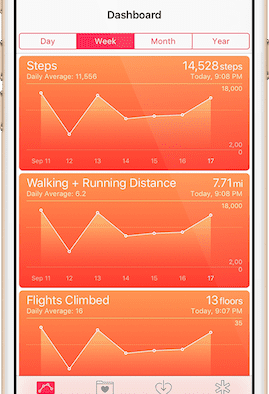 Dashboard
Day Week Month Year
Steps 14,528 steps
Daily Average: 11,556 Today, 9:08 PM
18,000
2,00
0
Sep 11 12 13 14 15 16 17
Walking + Running Distance 7.71 mi
Daily Average: 6.2 Today, 9:08 PM
18,000
2,00
0
Sep 11 12 13 14 15 16 17
Flights Climbed 13 floors
Daily Average: 16 Today, 9:07 PM
36